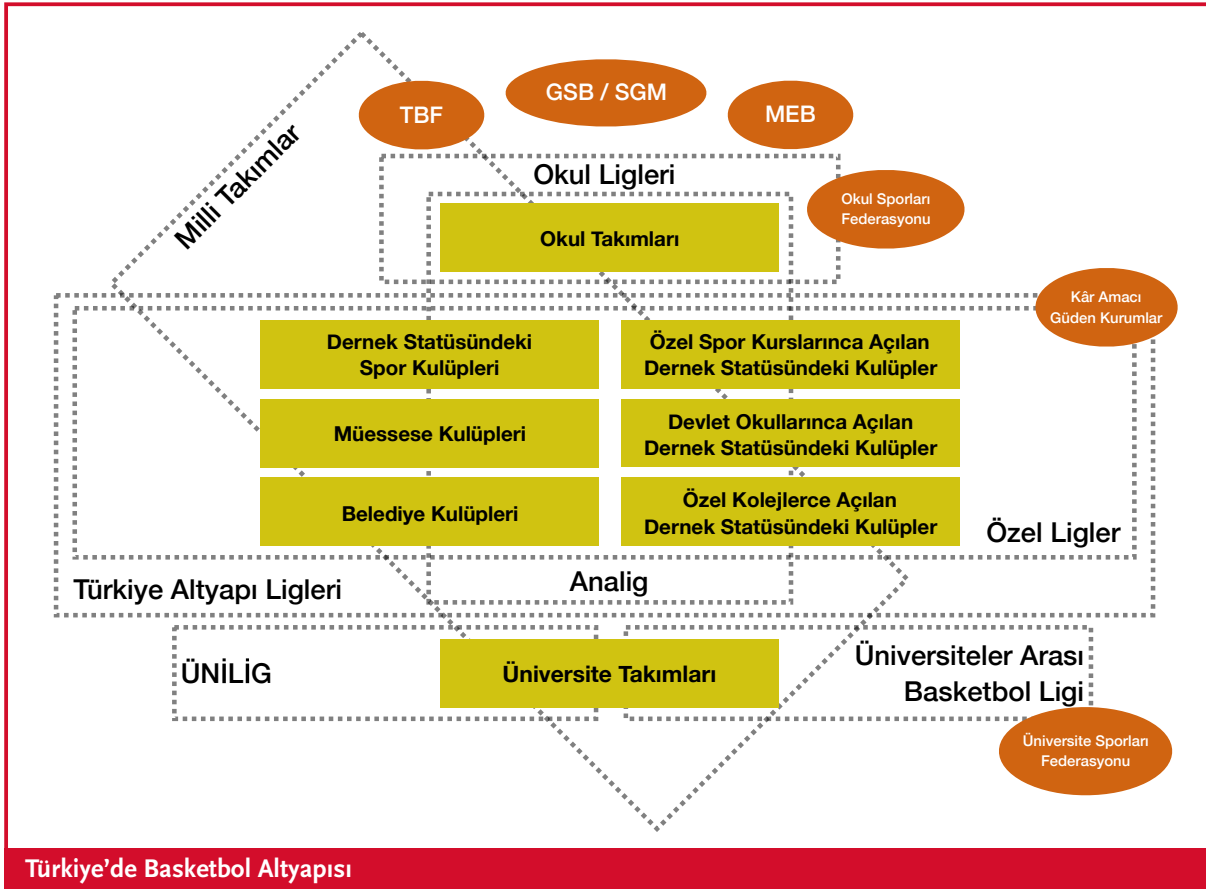 GSB / SGM
TBF
MEB
Milli Takımlar
Okul Ligleri
Okul Sporları
Federasyonu
Okul Takımları
Kâr Amacı
Güden Kurumlar
Dernek Statüsündeki
Spor Kulüpleri
Özel Spor Kurslarınca Açılan
Dernek Statüsündeki Kulüpler
Müessese Kulüpleri
Devlet Okullarınca Açılan
Dernek Statüsündeki Kulüpler
Belediye Kulüpleri
Özel Kolejlerce Açılan
Dernek Statüsündeki Kulüpler
Özel Ligler
Türkiye Altyapı Ligleri
Analig
ÜNİLİG
Üniversite Takımları
Üniversiteler Arası
Basketbol Ligi
Üniversite Sporları
Federasyonu
Türkiye’de Basketbol Altyapısı